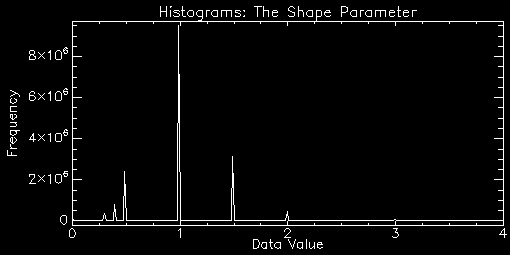 Histograms: The Shape Parameter
8×10⁶
6×10⁶
4×10⁶
2×10⁶
0
Frequency
0 1 2 3 4
Data Value